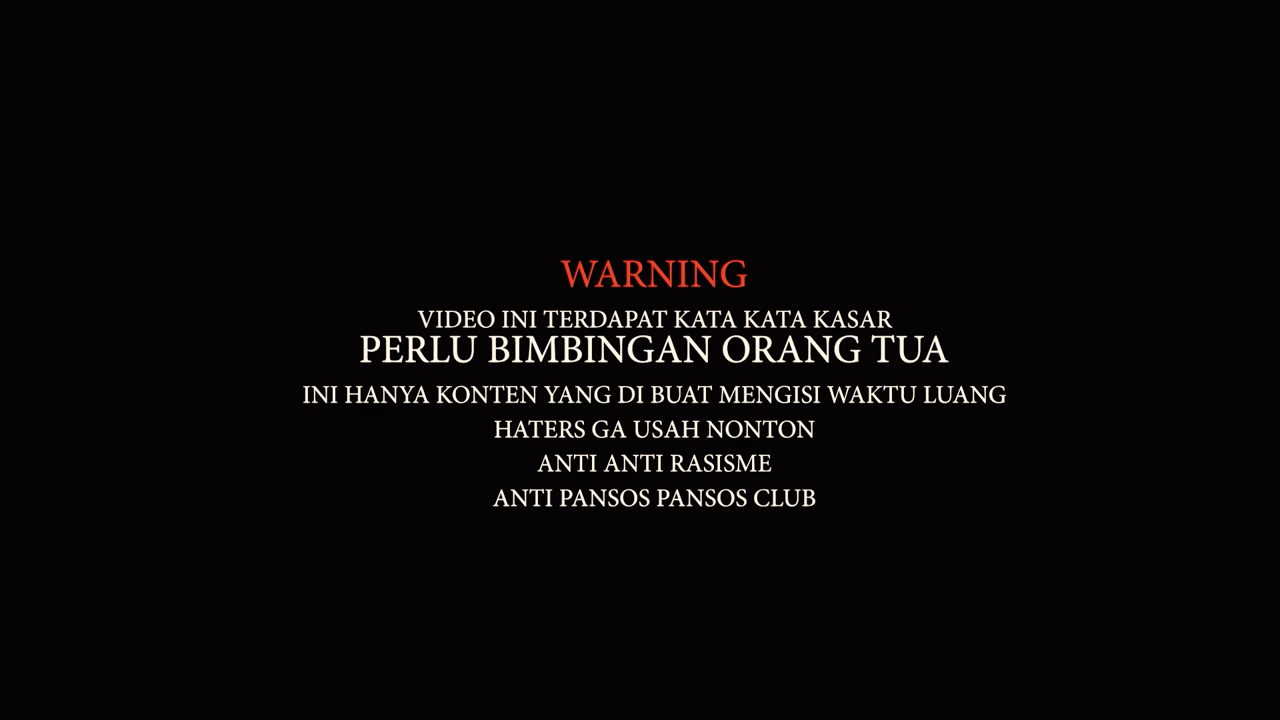 WARNING
VIDEO INI TERDAPAT KATA KATA KASAR
PERLU BIMBINGAN ORANG TUA
INI HANYA KONTEN YANG DI BUAT MENGISI WAKTU LUANG
HATERS GA USAH NONTON
ANTI ANTI RASISME
ANTI PANSOS PANSOS CLUB